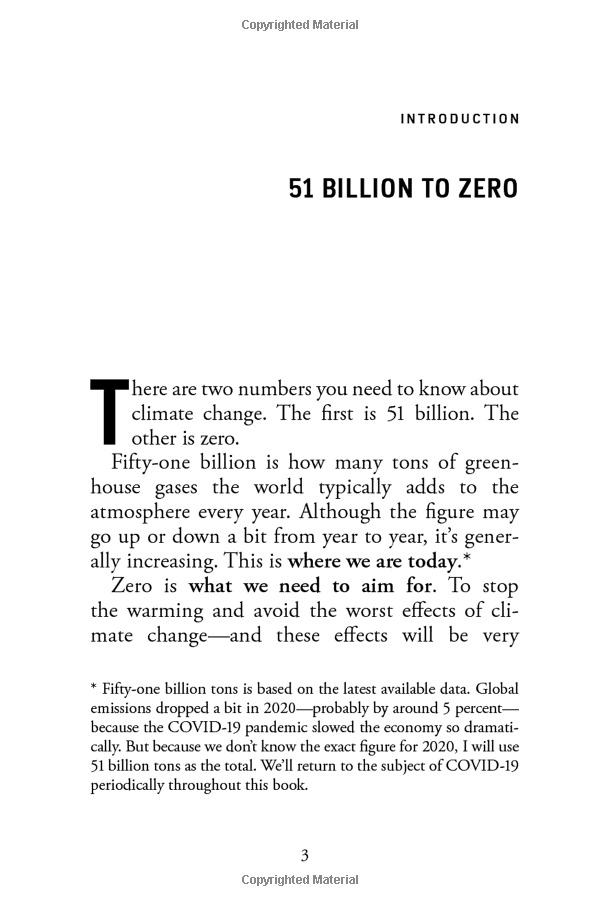 Copyrighted Material
INTRODUCTION
51 BILLION TO ZERO
There are two numbers you need to know about
climate change. The first is 51 billion. The
other is zero.
Fifty-one billion is how many tons of green-
house gases the world typically adds to the
atmosphere every year. Although the figure may
go up or down a bit from year to year, it’s gener-
ally increasing. This is where we are today.*
Zero is what we need to aim for. To stop
the warming and avoid the worst effects of cli-
mate change—and these effects will be very
* Fifty-one billion tons is based on the latest available data. Global
emissions dropped a bit in 2020—probably by around 5 percent—
because the COVID-19 pandemic slowed the economy so dramati-
cally. But because we don’t know the exact figure for 2020, I will use
51 billion tons as the total. We’ll return to the subject of COVID-19
periodically throughout this book.
3
Copyrighted Material